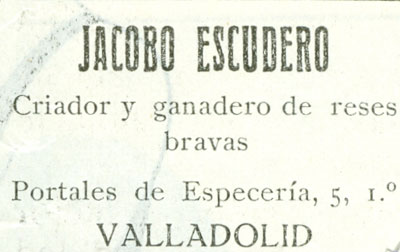 JACOBO ESCUDERO
Criador y ganadero de reses
bravas
Portales de Especería, 5, 1.º
VALLADOLID